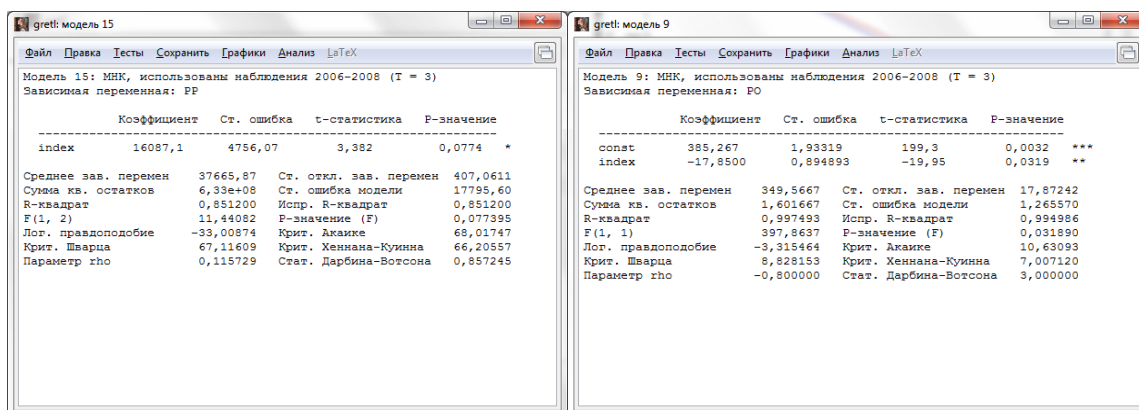 gretl: модель 15
Файл Правка Тесты Сохранить Графики Анализ LaTeX
Модель 15: МНК, использованы наблюдения 2006-2008 (T = 3)
Зависимая переменная: PP
Коэффициент Ст. ошибка t-статистика P-значение
index 16087,1 4756,07 3,382 0,0774 *
Среднее зав. перемен 37665,87 Ст. откл. зав. перемен 407,0611
Сумма кв. остатков 6,33e+08 Ст. ошибка модели 17795,60
R-квадрат 0,851200 Испр. R-квадрат 0,851200
F(1, 2) 11,44082 P-значение (F) 0,077395
Лог. правдоподобие -33,00874 Крит. Акаике 68,01747
Крит. Шварца 67,11609 Крит. Хеннана-Куинна 66,20557
Параметр rho 0,115729 Стат. Дарбина-Вотсона 0,857245
gretl: модель 9
Файл Правка Тесты Сохранить Графики Анализ LaTeX
Модель 9: МНК, использованы наблюдения 2006-2008 (T = 3)
Зависимая переменная: PO
Коэффициент Ст. ошибка t-статистика P-значение
const 385,267 1,93319 199,3 0,0032 ***
index -17,8500 0,894893 -19,95 0,0319 **
Среднее зав. перемен 349,5667 Ст. откл. зав. перемен 17,87242
Сумма кв. остатков 1,601667 Ст. ошибка модели 1,265570
R-квадрат 0,997493 Испр. R-квадрат 0,994986
F(1, 1) 397,8637 P-значение (F) 0,031890
Лог. правдоподобие -3,315464 Крит. Акаике 10,63093
Крит. Шварца 8,828153 Крит. Хеннана-Куинна 7,007120
Параметр rho -0,800000 Стат. Дарбина-Вотсона 3,000000